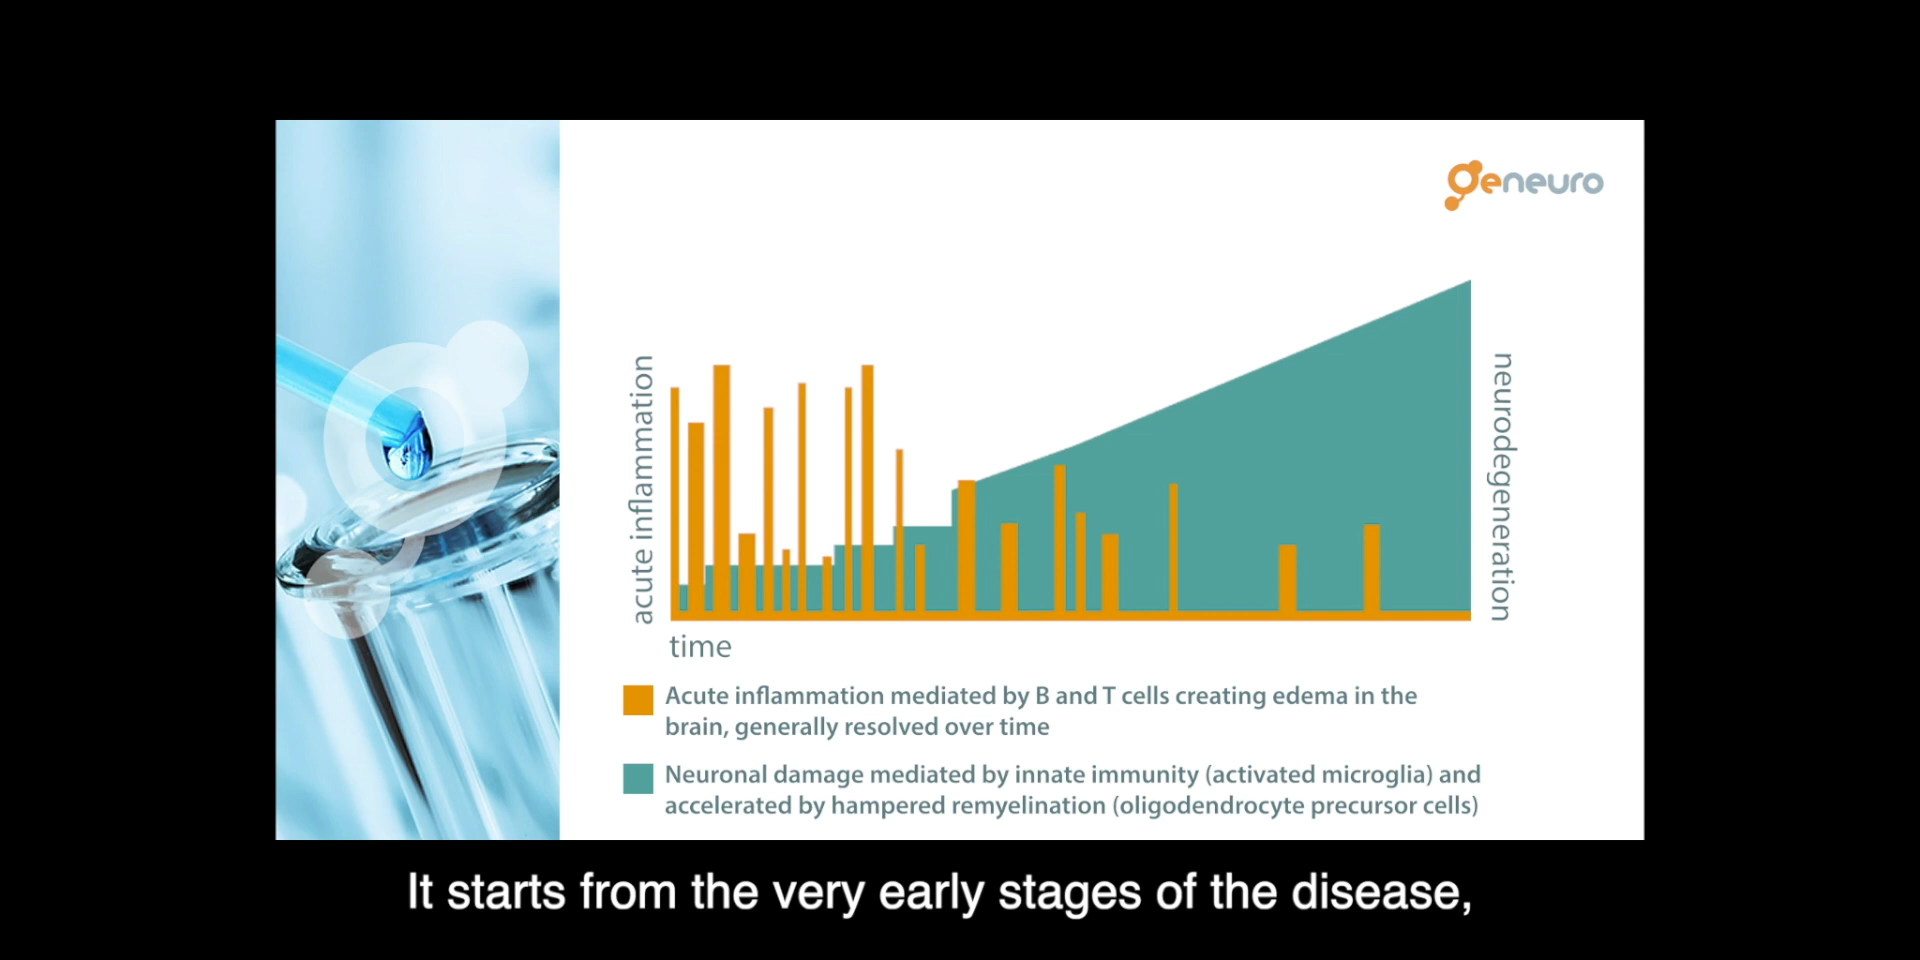 geneuro
acute inflammation
neurodegeneration
time
Acute inflammation mediated by B and T cells creating edema in the
brain, generally resolved over time
Neuronal damage mediated by innate immunity (activated microglia) and
accelerated by hampered remyelination (oligodendrocyte precursor cells)
It starts from the very early stages of the disease,